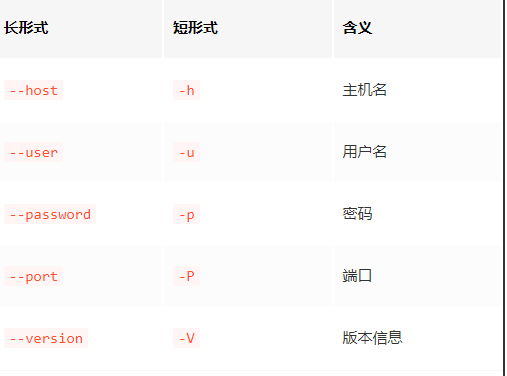 长形式 短形式 含义
--host -h 主机名
--user -u 用户名
--password -p 密码
--port -P 端口
--version -V 版本信息